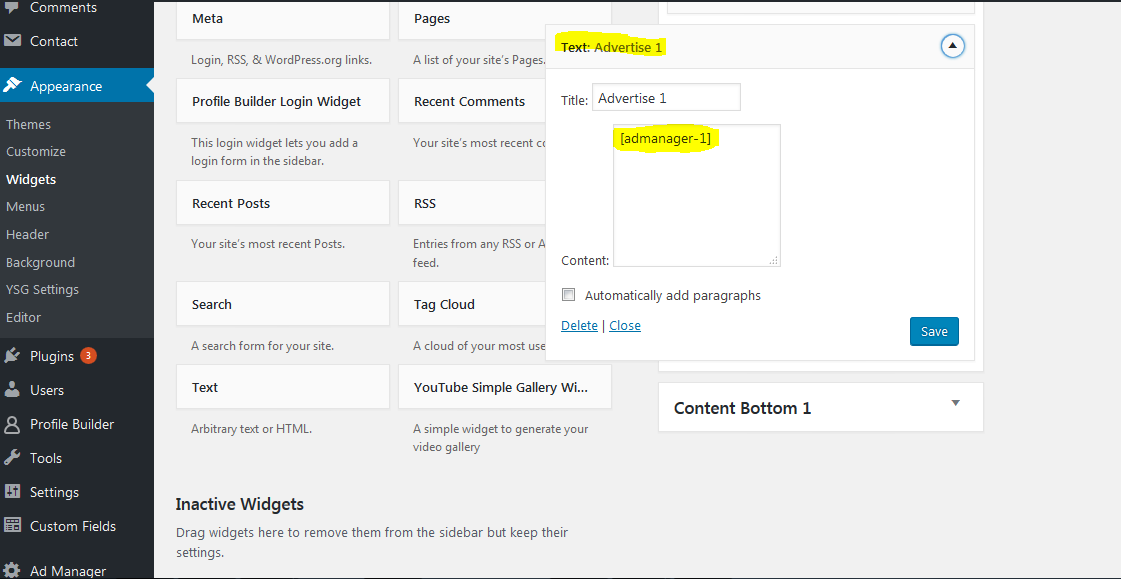 Comments
Contact
Appearance
Themes
Customize
Widgets
Menus
Header
Background
YSG Settings
Editor
Plugins 3
Users
Profile Builder
Tools
Settings
Custom Fields
Ad Manager
Meta
Login, RSS, & WordPress.org links.
Profile Builder Login Widget
This login widget lets you add a
login form in the sidebar.
Recent Posts
Your site's most recent Posts.
Search
A search form for your site.
Text
Arbitrary text or HTML.
Pages
A list of your site's Pages.
Recent Comments
Your site's most recent co
RSS
Entries from any RSS or A
feed.
Tag Cloud
A cloud of your most use
YouTube Simple Gallery Wi...
A simple widget to generate your
video gallery
Inactive Widgets
Drag widgets here to remove them from the sidebar but keep their
settings.
Text: Advertise 1
Title: Advertise 1
[admanager-1]
Content:
Automatically add paragraphs
Delete | Close
Save
Content Bottom 1